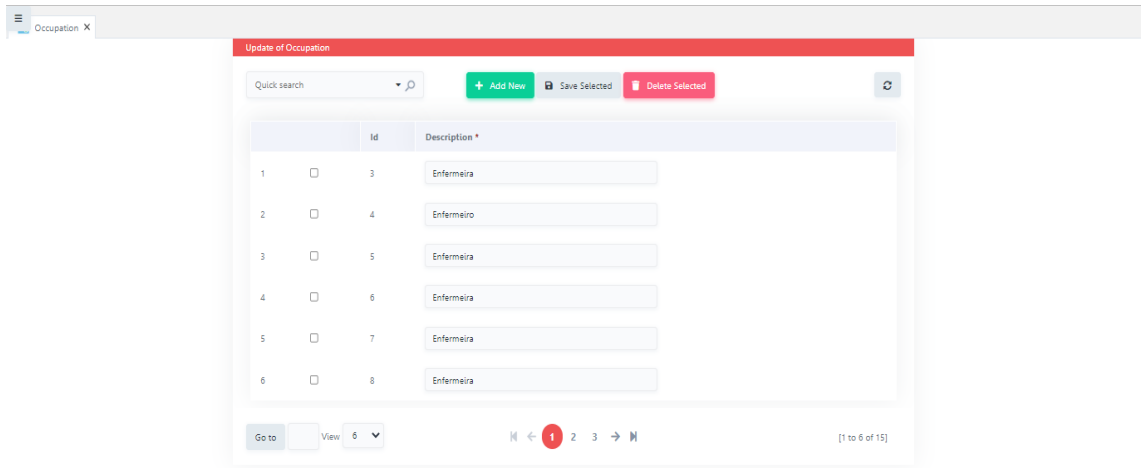 Occupation X
Update of Occupation
Quick search
+ Add New Save Selected Delete Selected
Id Description *
1 3 Enfermeira
2 4 Enfermeiro
3 5 Enfermeira
4 6 Enfermeira
5 7 Enfermeira
6 8 Enfermeira
Go to View 6 1 2 3 [1 to 6 of 15]